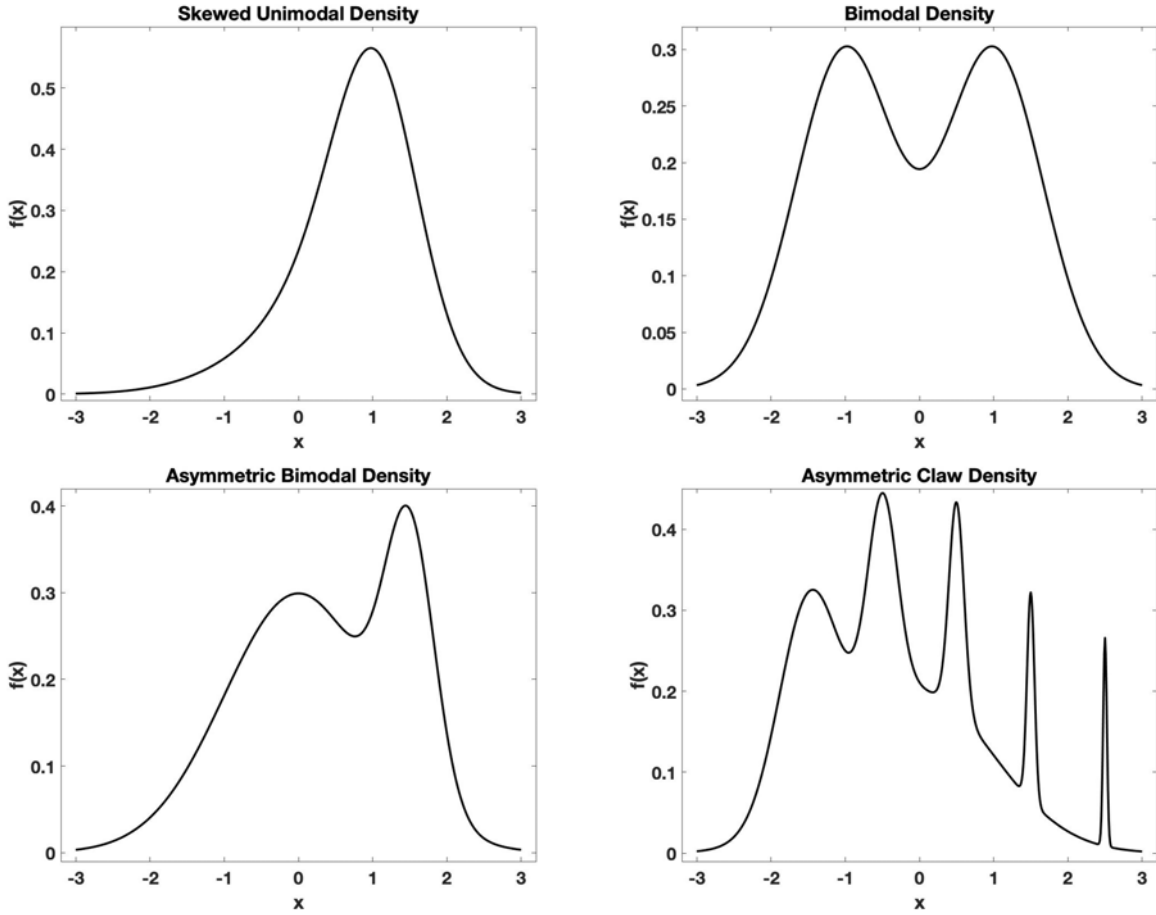 Skewed Unimodal Density
f(x)
0.5
0.4
0.3
0.2
0.1
0
-3 -2 -1 0 1 2 3
x
Bimodal Density
f(x)
0.3
0.25
0.2
0.15
0.1
0.05
0
-3 -2 -1 0 1 2 3
x
Asymmetric Bimodal Density
f(x)
0.4
0.3
0.2
0.1
0
-3 -2 -1 0 1 2 3
x
Asymmetric Claw Density
f(x)
0.4
0.3
0.2
0.1
0
-3 -2 -1 0 1 2 3
x